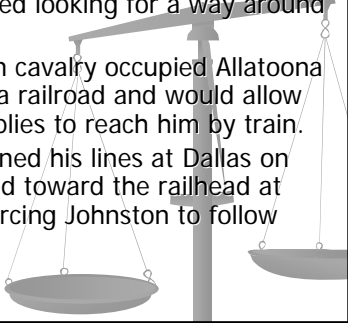 ed looking for a way around
n cavalry occupied Allatoona
a railroad and would allow
plies to reach him by train.
ned his lines at Dallas on
d toward the railhead at
rcing Johnston to follow